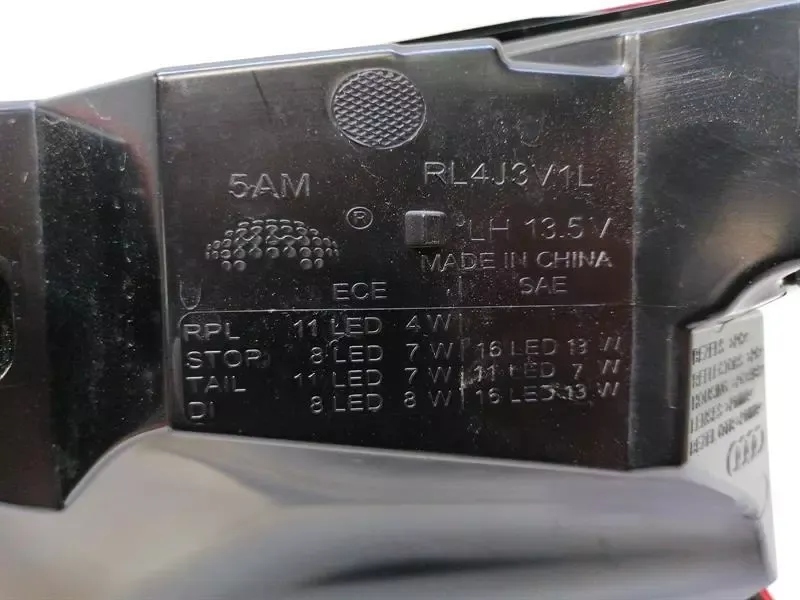 5AM
®
RL4J3V1L
LH 13.5V
MADE IN CHINA
ECE SAE
RPL 11 LED 4 W
STOP 8 LED 7 W 16 LED 13 W
TAIL 11 LED 7 W 11 LED 7 W
DI 8 LED 8 W 16 LED 13 W